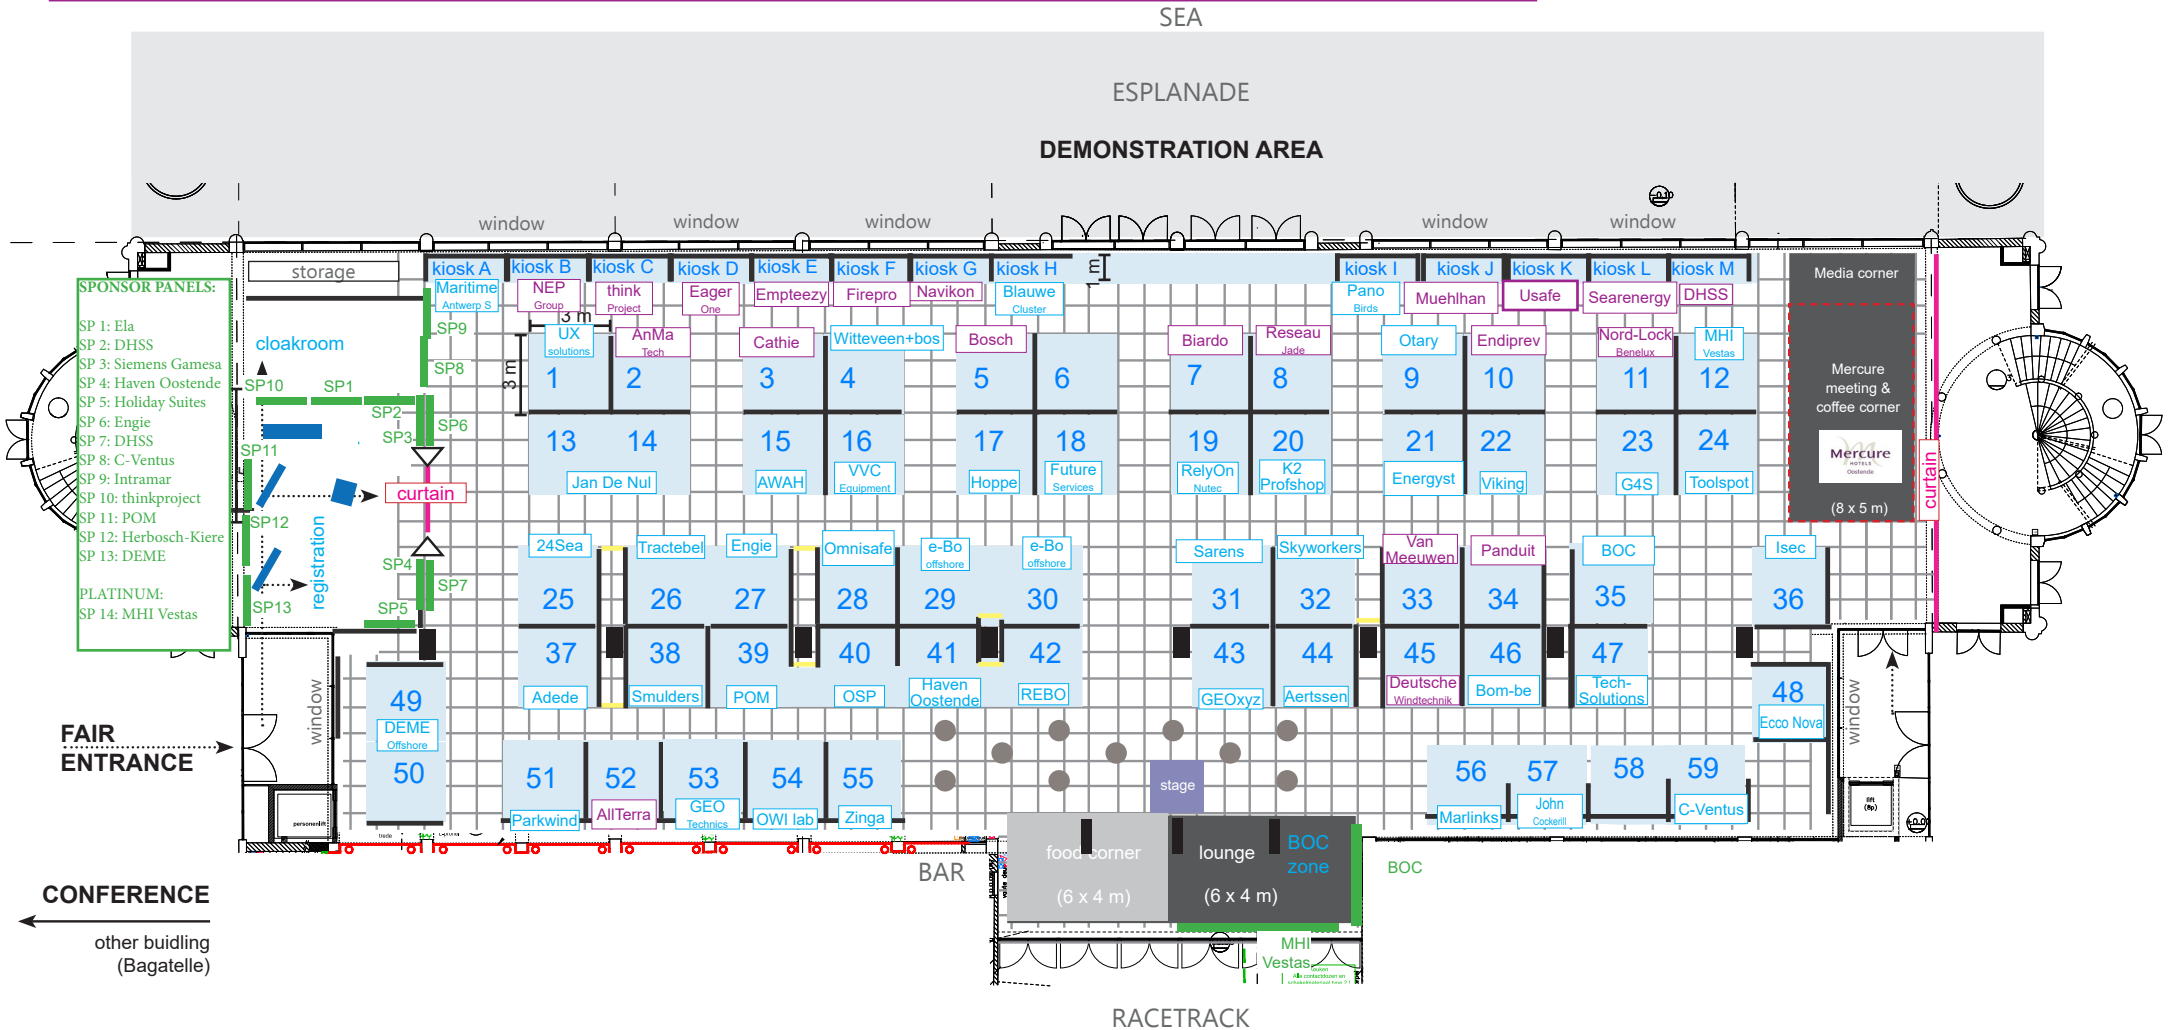 SEA
ESPLANADE
DEMONSTRATION AREA
window
window
window
window
window
storage
kiosk A
kiosk B
kiosk C
kiosk D
kiosk E
kiosk F
kiosk G
kiosk H
1 m
kiosk I
kiosk J
kiosk K
kiosk L
kiosk M
Maritime
Antwerp S
NEP
Group
think
Project
Eager
One
Empteezy
Firepro
Navikon
Blauwe
Cluster
Pano
Birds
Muehlhan
Usafe
Searenergy
DHSS
Media corner
SPONSOR PANELS:
SP 1: Ela
SP 2: DHSS
SP 3: Siemens Gamesa
SP 4: Haven Oostende
SP 5: Holiday Suites
SP 6: Engie
SP 7: DHSS
SP 8: C-Ventus
SP 9: Intramar
SP 10: thinkproject
SP 11: POM
SP 12: Herbosch-Kiere
SP 13: DEME
PLATINUM:
SP 14: MHI Vestas
cloakroom
SP9
SP8
SP10
SP1
SP2
SP3
SP6
SP11
SP12
SP13
SP4
SP7
SP5
curtain
registration
3 m
3 m
UX
solutions
AnMa
Tech
Cathie
Witteveen+bos
Bosch
Biardo
Reseau
Jade
Otary
Endiprev
Nord-Lock
Benelux
MHI
Vestas
1
2
3
4
5
6
7
8
9
10
11
12
Mercure
meeting &
coffee corner
Mercure
HOTELS
Oostende
(8 x 5 m)
curtain
13
14
15
16
17
18
19
20
21
22
23
24
Jan De Nul
AWAH
VVC
Equipment
Hoppe
Future
Services
RelyOn
Nutec
K2
Profshop
Energyst
Viking
G4S
Toolspot
24Sea
Tractebel
Engie
Omnisafe
e-Bo
offshore
e-Bo
offshore
Sarens
Skyworkers
Van
Meeuwen
Panduit
BOC
Isec
25
26
27
28
29
30
31
32
33
34
35
36
37
38
39
40
41
42
43
44
45
46
47
48
Adede
Smulders
POM
OSP
Haven
Oostende
REBO
GEOxyz
Aertssen
Deutsche
Windtechnik
Bom-be
Tech-
Solutions
Ecco Nova
window
window
49
DEME
Offshore
50
FAIR
ENTRANCE
51
52
53
54
55
Parkwind
AllTerra
GEO
Technics
OWI lab
Zinga
stage
56
57
58
59
Marlinks
John
Cockerill
C-Ventus
personenlift
lift
(8p)
BAR
food corner
(6 x 4 m)
lounge
(6 x 4 m)
BOC
zone
BOC
CONFERENCE
other buidling
(Bagatelle)
MHI
Vestas
RACETRACK